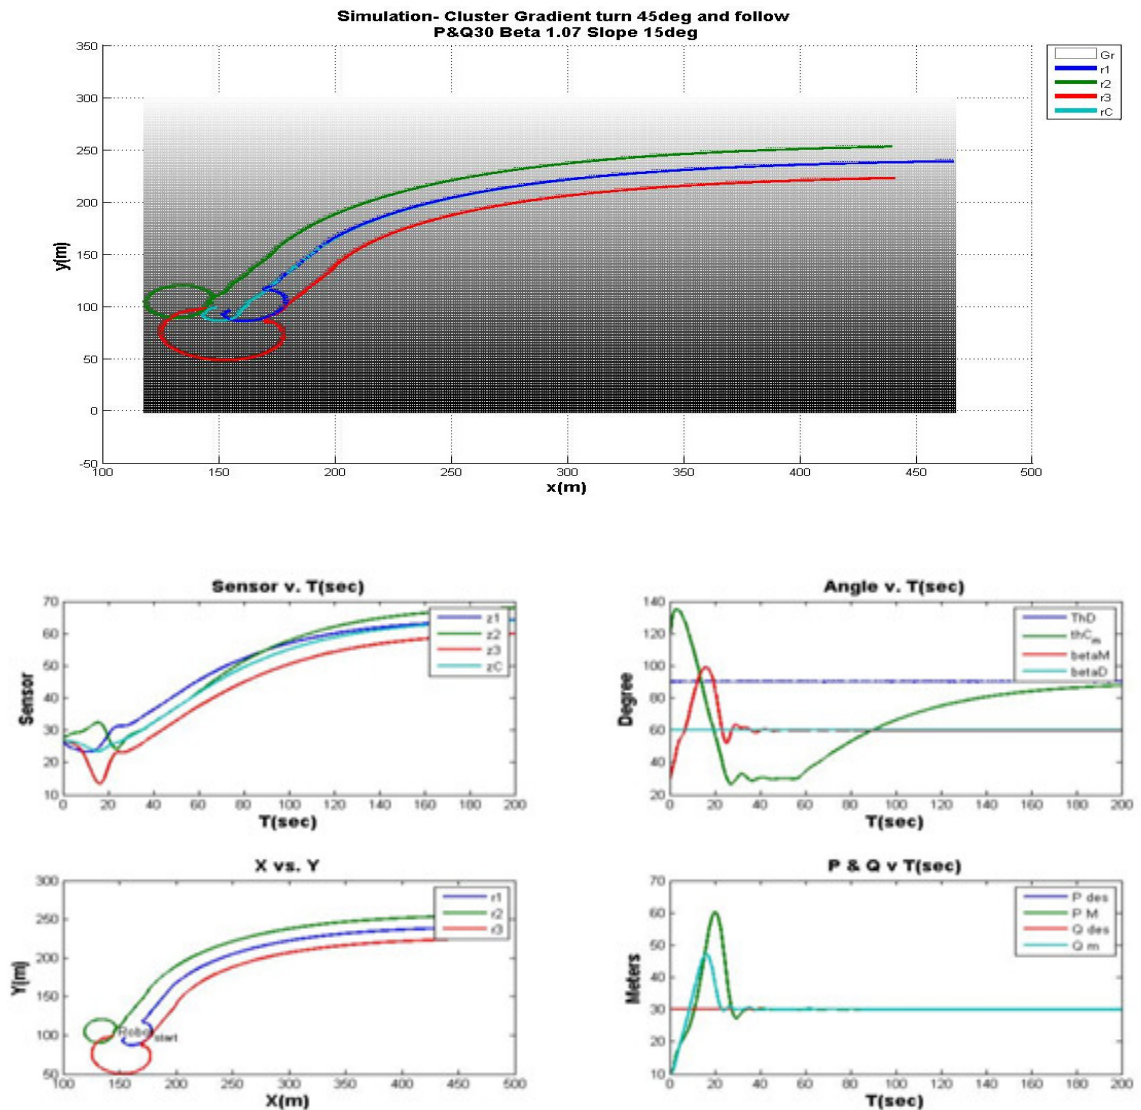 Simulation- Cluster Gradient turn 45deg and follow
P&Q30 Beta 1.07 Slope 15deg
350
300
250
200
150
100
50
0
-50
y(m)
100 150 200 250 300 350 400 450 500
x(m)
Gr
r1
r2
r3
rC
Sensor v. T(sec)
70
60
50
40
30
20
10
Sensor
0 20 40 60 80 100 120 140 160 180 200
T(sec)
z1
z2
z3
zC
Angle v. T(sec)
140
120
100
80
60
40
20
Degree
0 20 40 60 80 100 120 140 160 180 200
T(sec)
ThD
thC_m
betaM
betaD
X vs. Y
300
250
200
150
100
50
Y(m)
100 150 200 250 300 350 400 450 500
X(m)
r1
r2
r3
start
P & Q v T(sec)
70
60
50
40
30
20
10
Meters
0 20 40 60 80 100 120 140 160 180 200
T(sec)
P des
P M
Q des
Q m